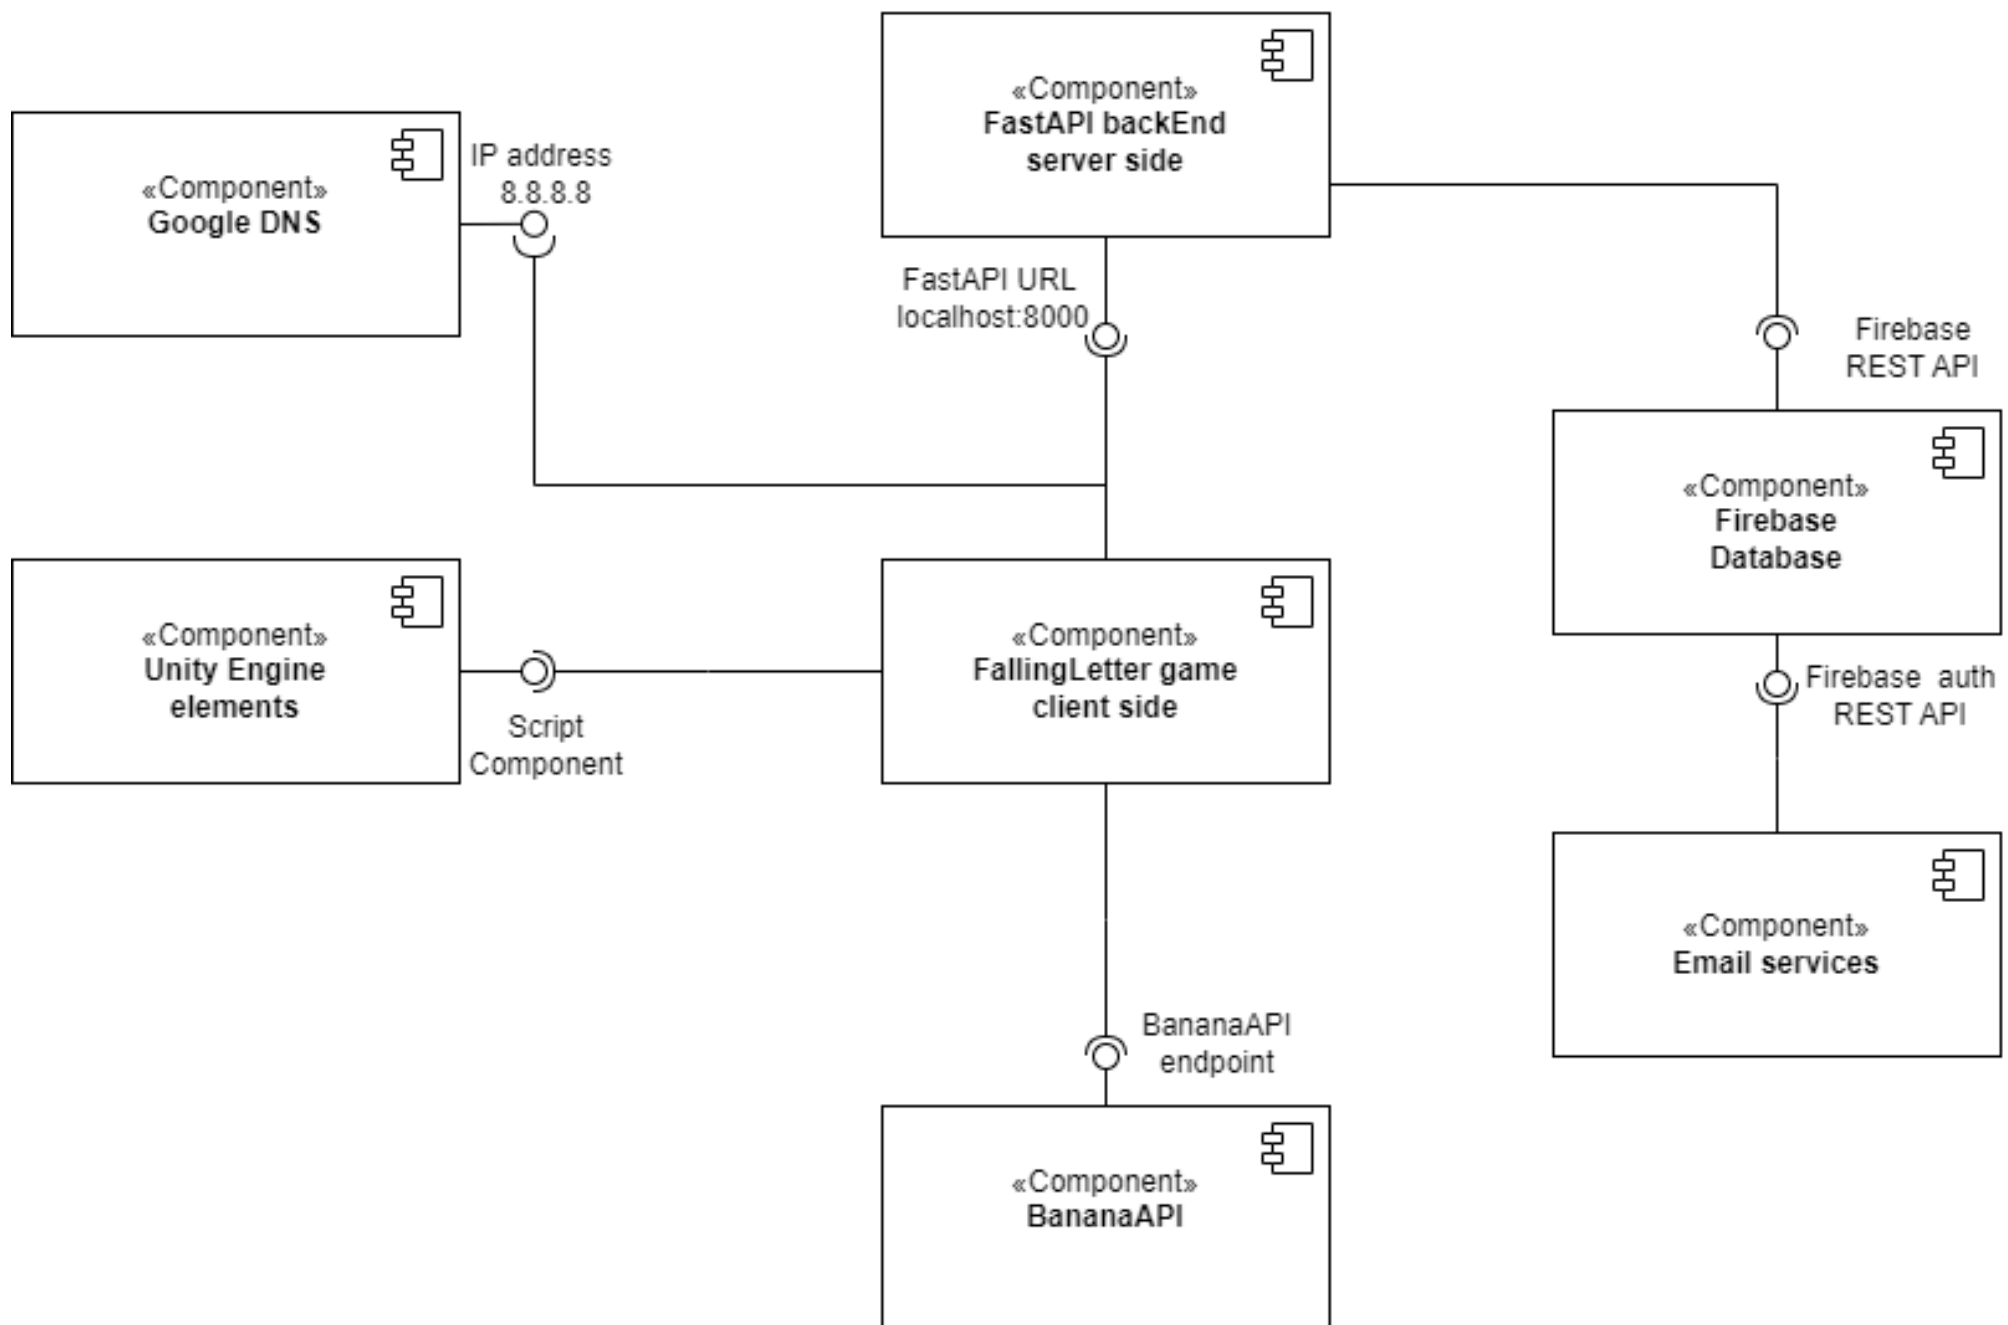 «Component»
FastAPI backEnd
server side
«Component»
Google DNS
IP address
8.8.8.8
FastAPI URL
localhost:8000
Firebase
REST API
«Component»
Firebase
Database
«Component»
Unity Engine
elements
Script
Component
«Component»
FallingLetter game
client side
Firebase  auth
REST API
«Component»
Email services
BananaAPI
endpoint
«Component»
BananaAPI